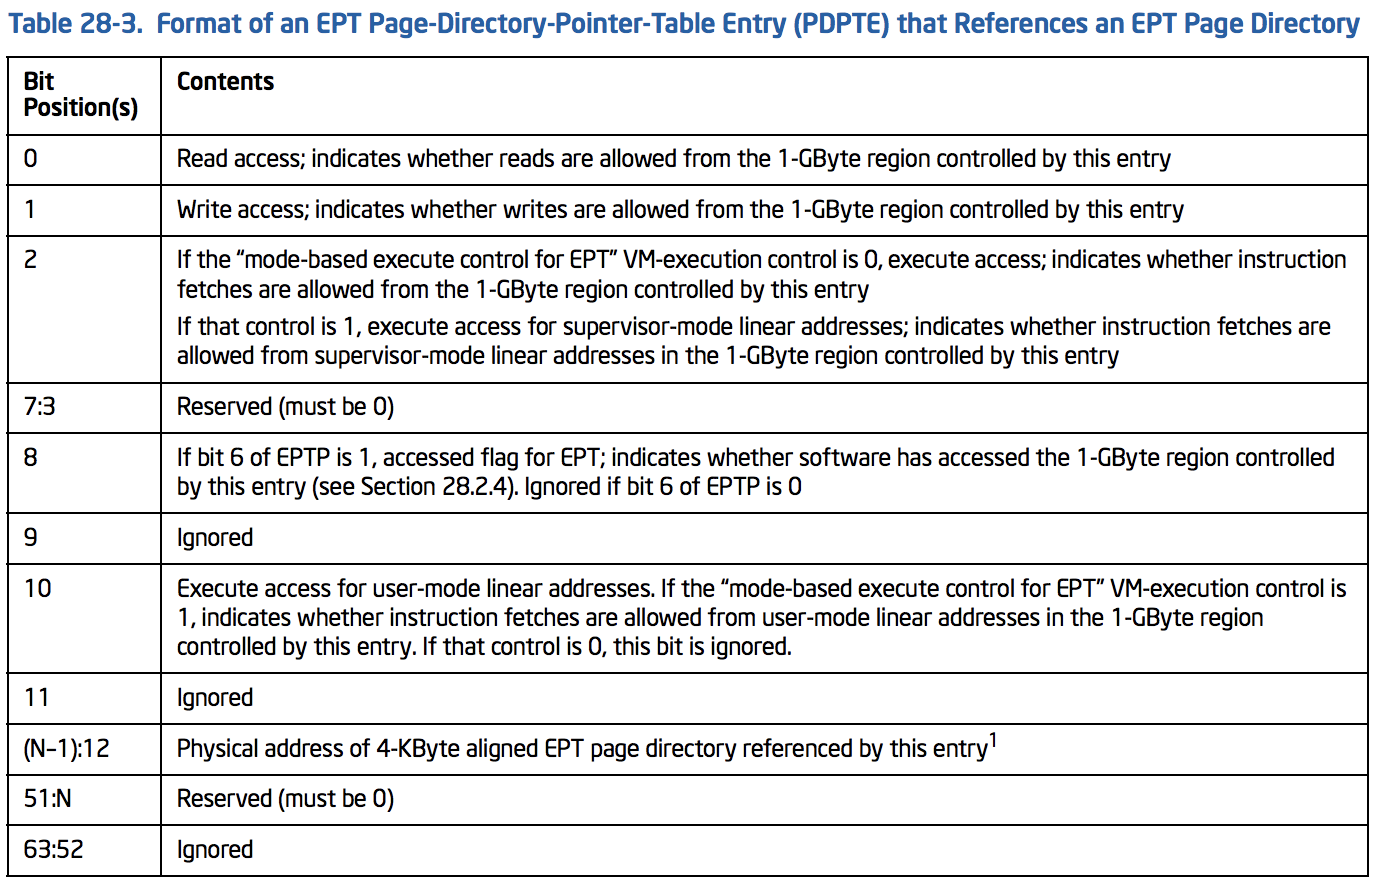 Table 28-3. Format of an EPT Page-Directory-Pointer-Table Entry (PDPTE) that References an EPT Page Directory
Bit
Position(s)
Contents
0
Read access; indicates whether reads are allowed from the 1-GByte region controlled by this entry
1
Write access; indicates whether writes are allowed from the 1-GByte region controlled by this entry
2
If the “mode-based execute control for EPT” VM-execution control is 0, execute access; indicates whether instruction
fetches are allowed from the 1-GByte region controlled by this entry
If that control is 1, execute access for supervisor-mode linear addresses; indicates whether instruction fetches are
allowed from supervisor-mode linear addresses in the 1-GByte region controlled by this entry
7:3
Reserved (must be 0)
8
If bit 6 of EPTP is 1, accessed flag for EPT; indicates whether software has accessed the 1-GByte region controlled
by this entry (see Section 28.2.4). Ignored if bit 6 of EPTP is 0
9
Ignored
10
Execute access for user-mode linear addresses. If the “mode-based execute control for EPT” VM-execution control is
1, indicates whether instruction fetches are allowed from user-mode linear addresses in the 1-GByte region
controlled by this entry. If that control is 0, this bit is ignored.
11
Ignored
(N–1):12
Physical address of 4-KByte aligned EPT page directory referenced by this entry1
51:N
Reserved (must be 0)
63:52
Ignored